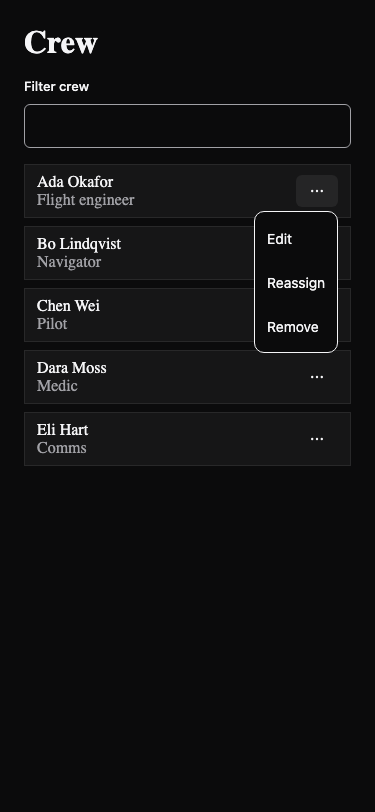 Crew
Filter crew
Ada Okafor
Flight engineer
...
Edit
Reassign
Remove
Bo Lindqvist
Navigator
Chen Wei
Pilot
Dara Moss
Medic
...
Eli Hart
Comms
...